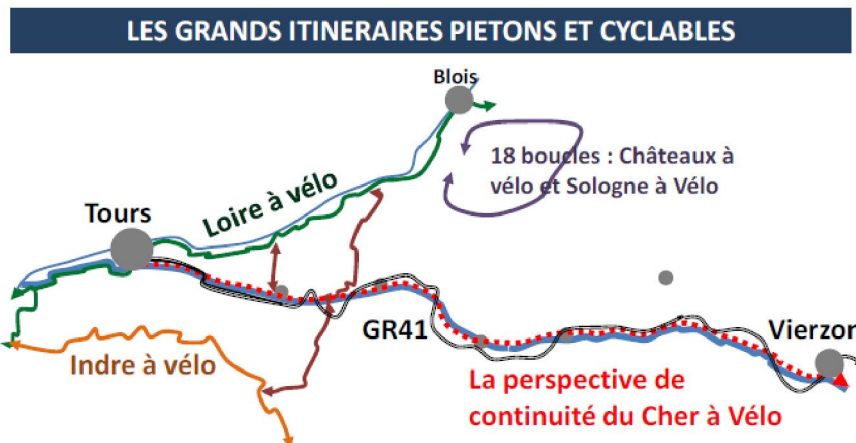 LES GRANDS ITINERAIRES PIETONS ET CYCLABLES
Blois
18 boucles : Châteaux à
vélo et Sologne à Vélo
Loire à vélo
Tours
GR41
Vierzon
Indre à vélo
La perspective de
continuité du Cher à Vélo